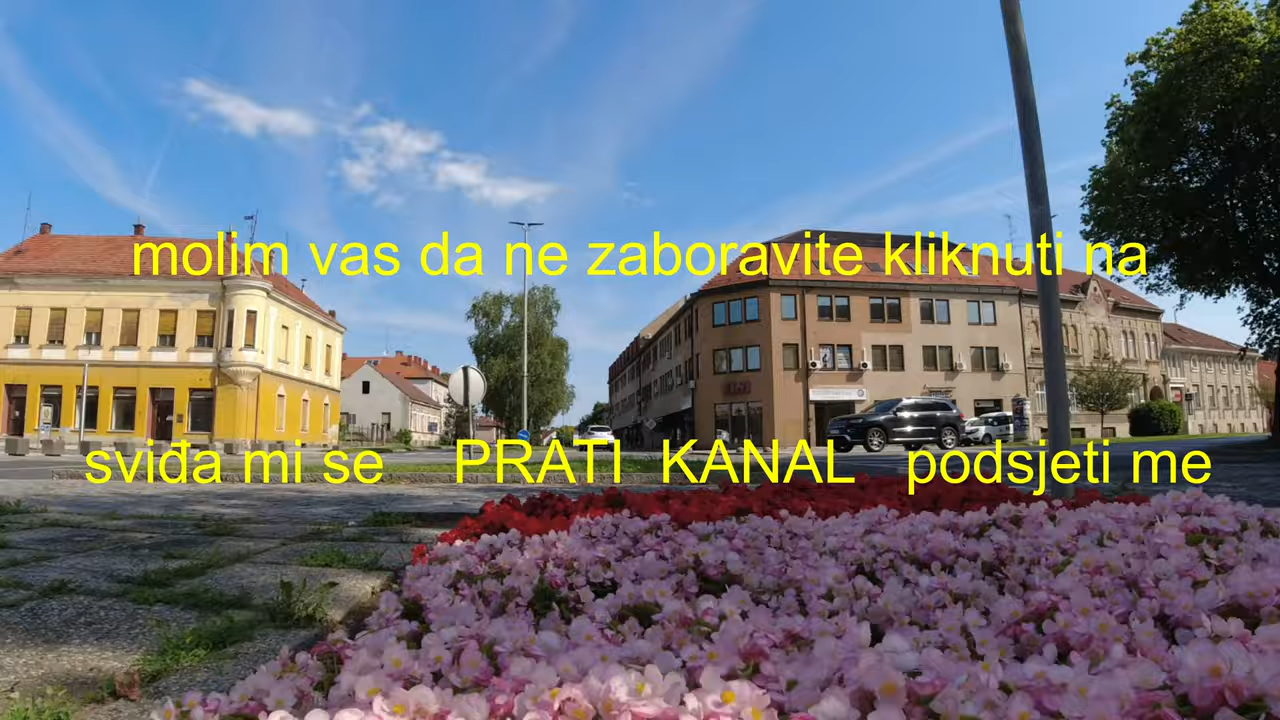 molim vas da ne zaboravite kliknuti na
sviđa mi se PRATI KANAL podsjeti me